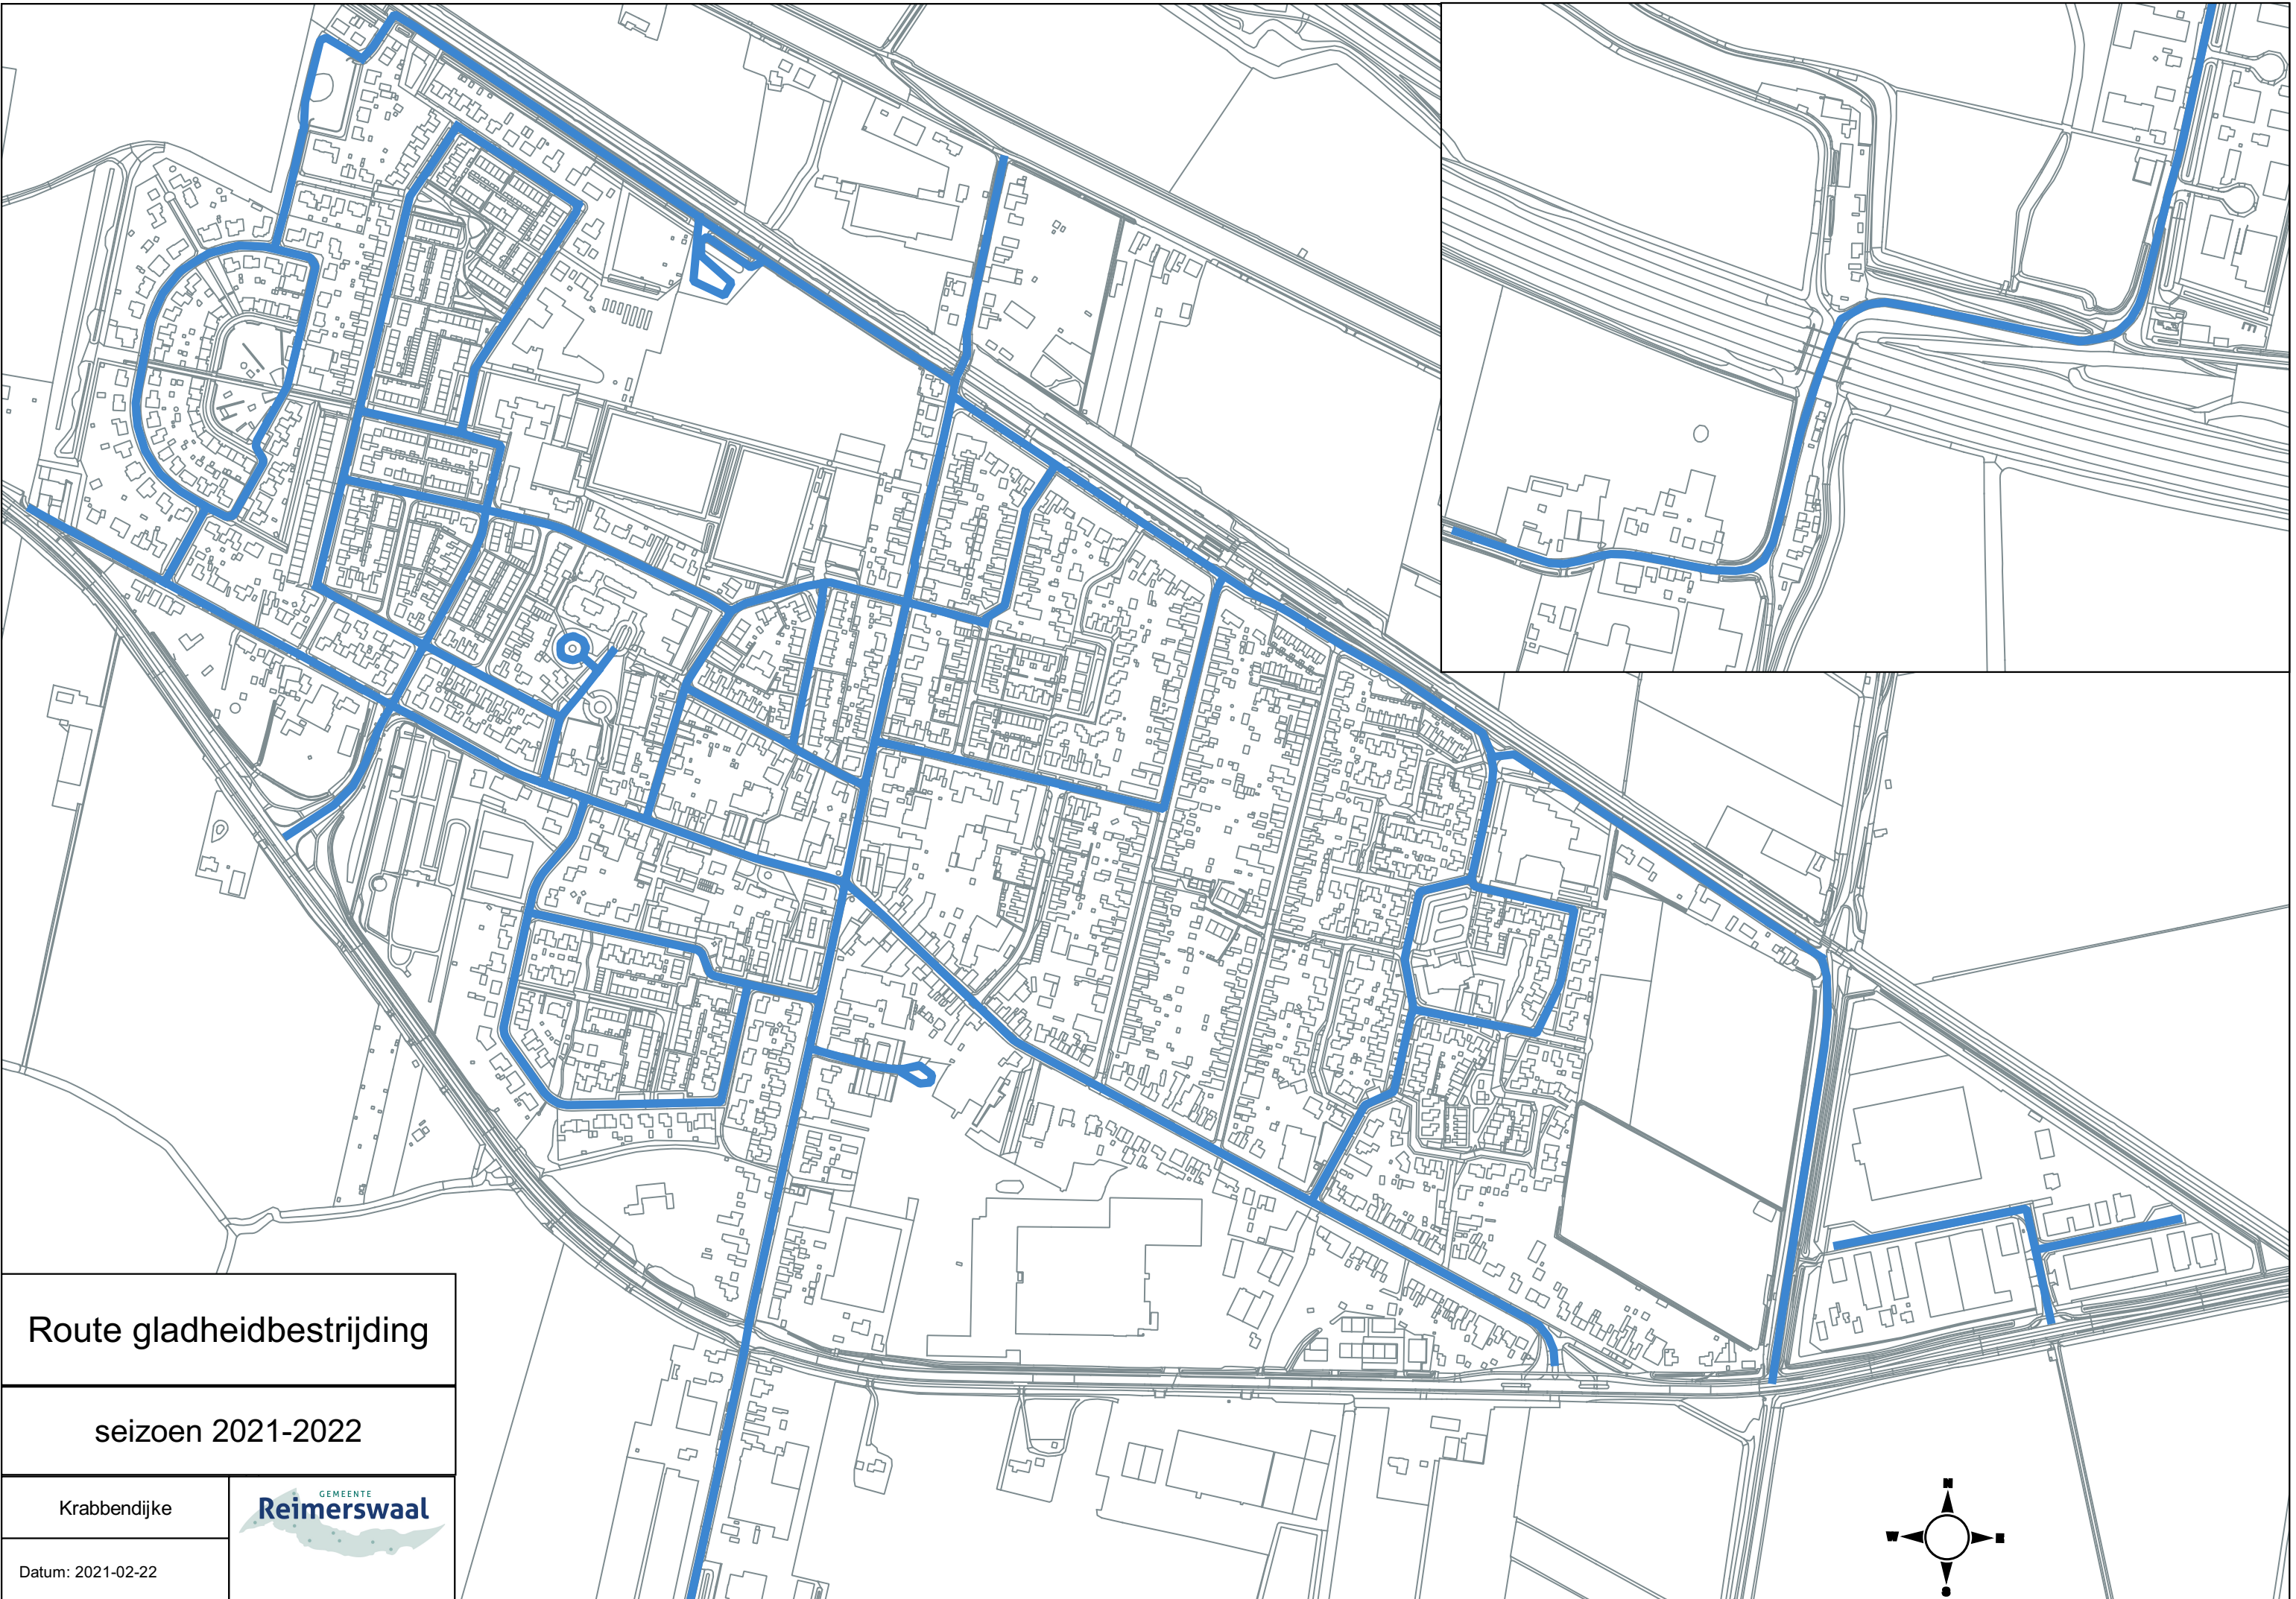 Route gladheidbestrijding
seizoen 2021-2022
Krabbendijke
GEMEENTE
Reimerswaal
Datum: 2021-02-22
N
W
E
S